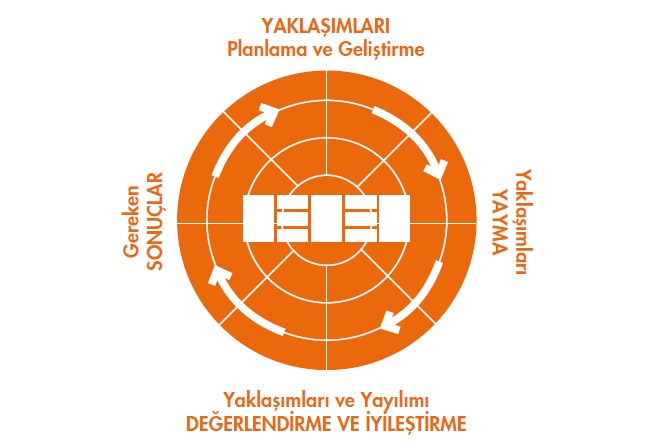 YAKLAŞIMLARI
Planlama ve Geliştirme
Gereken
SONUÇLAR
Yaklaşımları
YAYMA
Yaklaşımları ve Yayılımı
DEĞERLENDİRME VE İYİLEŞTİRME